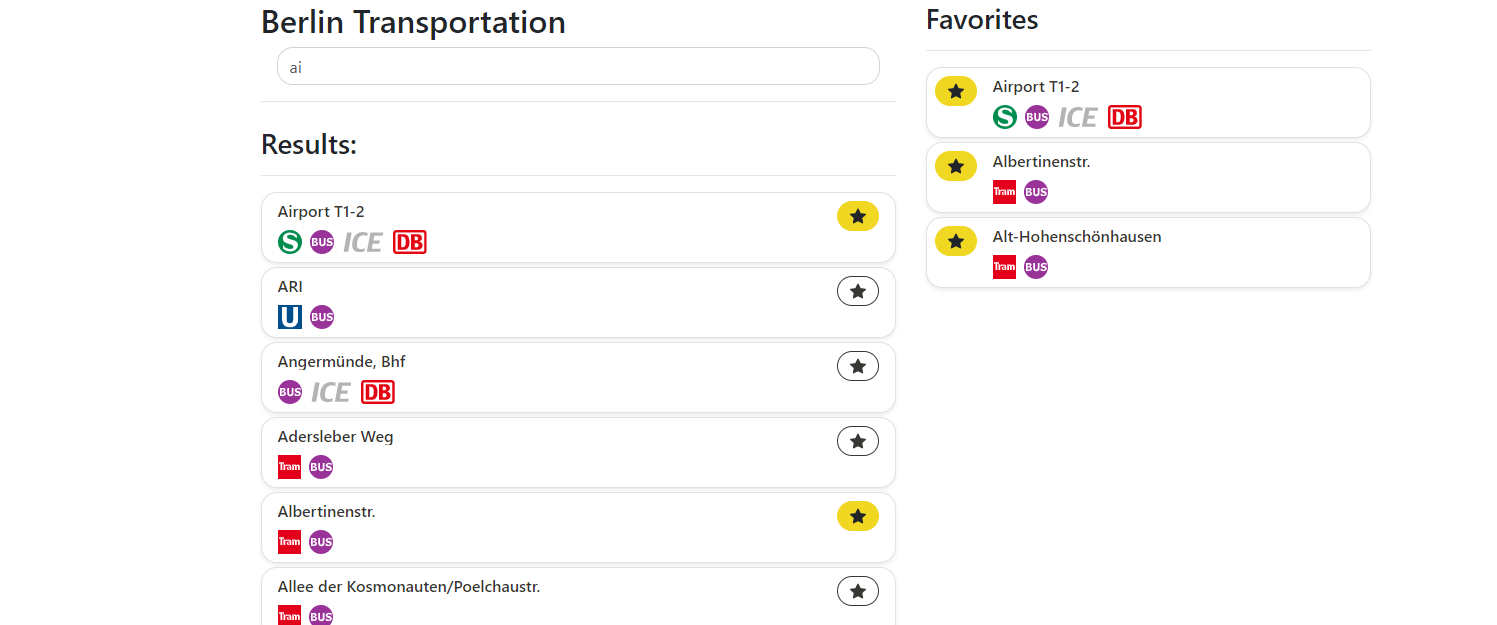 Berlin Transportation
ai
Results:
Airport T1-2
S BUS ICE DB
ARI
U BUS
Angermünde, Bhf
BUS ICE DB
Adersleber Weg
Tram BUS
Albertinenstr.
Tram BUS
Allee der Kosmonauten/Poelchaustr.
Tram BUS
Favorites
Airport T1-2
S BUS ICE DB
Albertinenstr.
Tram BUS
Alt-Hohenschönhausen
Tram BUS